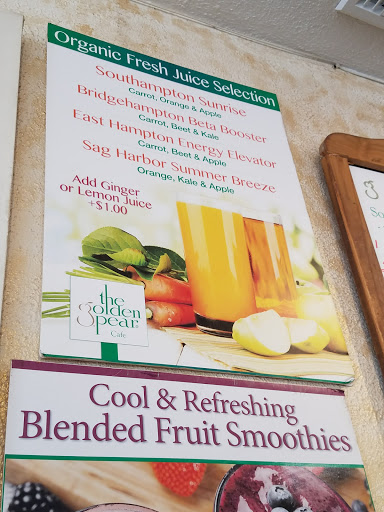 Organic Fresh Juice Selection
Southampton Sunrise
Carrot, Orange & Apple
Bridgehampton Beta Booster
Carrot, Beet & Kale
East Hampton Energy Elevator
Carrot, Beet & Apple
Sag Harbor Summer Breeze
Orange, Kale & Apple
Add Ginger
or Lemon Juice
+$1.00
the
golden
pear
Cafe
Cool & Refreshing
Blended Fruit Smoothies